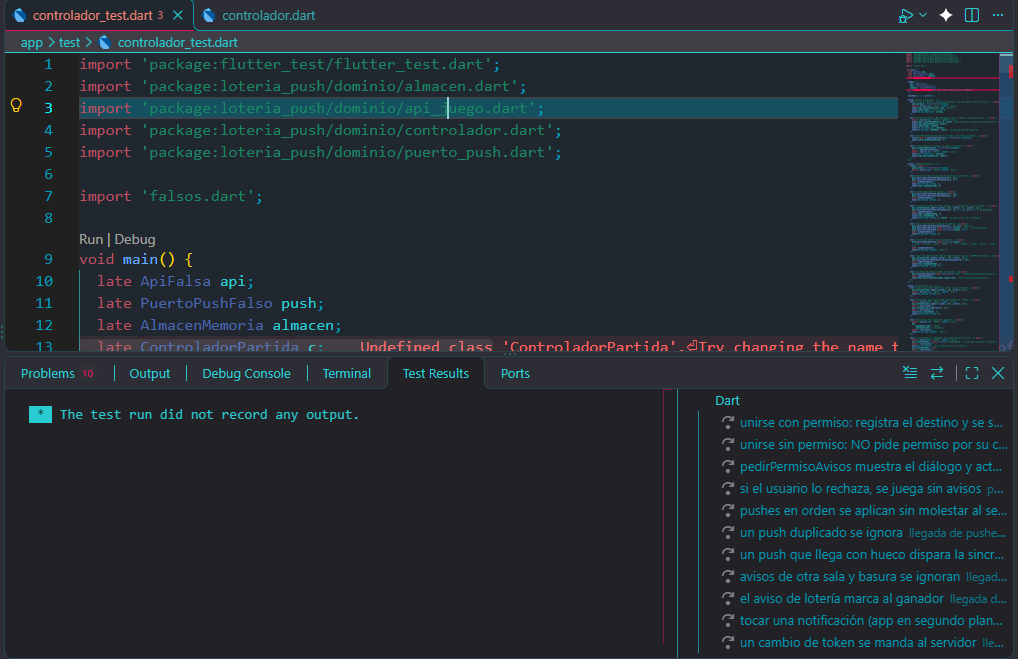 controlador_test.dart 3
controlador.dart
app > test > controlador_test.dart
1 import 'package:flutter_test/flutter_test.dart';
2 import 'package:loteria_push/dominio/almacen.dart';
3 import 'package:loteria_push/dominio/api_juego.dart';
4 import 'package:loteria_push/dominio/controlador.dart';
5 import 'package:loteria_push/dominio/puerto_push.dart';
6
7 import 'falsos.dart';
8
Run | Debug
9 void main() {
10 late ApiFalsa api;
11 late PuertoPushFalso push;
12 late AlmacenMemoria almacen;
13 late ControladorPartida c; Undefined class 'ControladorPartida'.⏎Try changing the name t
Problems 10
Output
Debug Console
Terminal
Test Results
Ports
* The test run did not record any output.
Dart
unirse con permiso: registra el destino y se s...
unirse sin permiso: NO pide permiso por su c...
pedirPermisoAvisos muestra el diálogo y act...
si el usuario lo rechaza, se juega sin avisos p...
pushes en orden se aplican sin molestar al se...
un push duplicado se ignora llegada de pushe...
un push que llega con hueco dispara la sincr...
avisos de otra sala y basura se ignoran llegad...
el aviso de lotería marca al ganador llegada d...
tocar una notificación (app en segundo plan...
un cambio de token se manda al servidor lle...